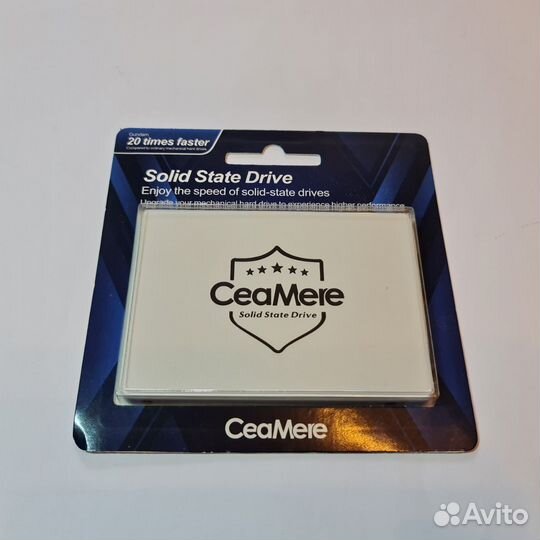 Gundam
20 times faster
Compared to ordinary mechanical hard drives
Solid State Drive
Enjoy the speed of solid-state drives
Upgrade your mechanical hard drive to experience higher performance
CeaMere
Solid State Drive
CeaMere
Avito